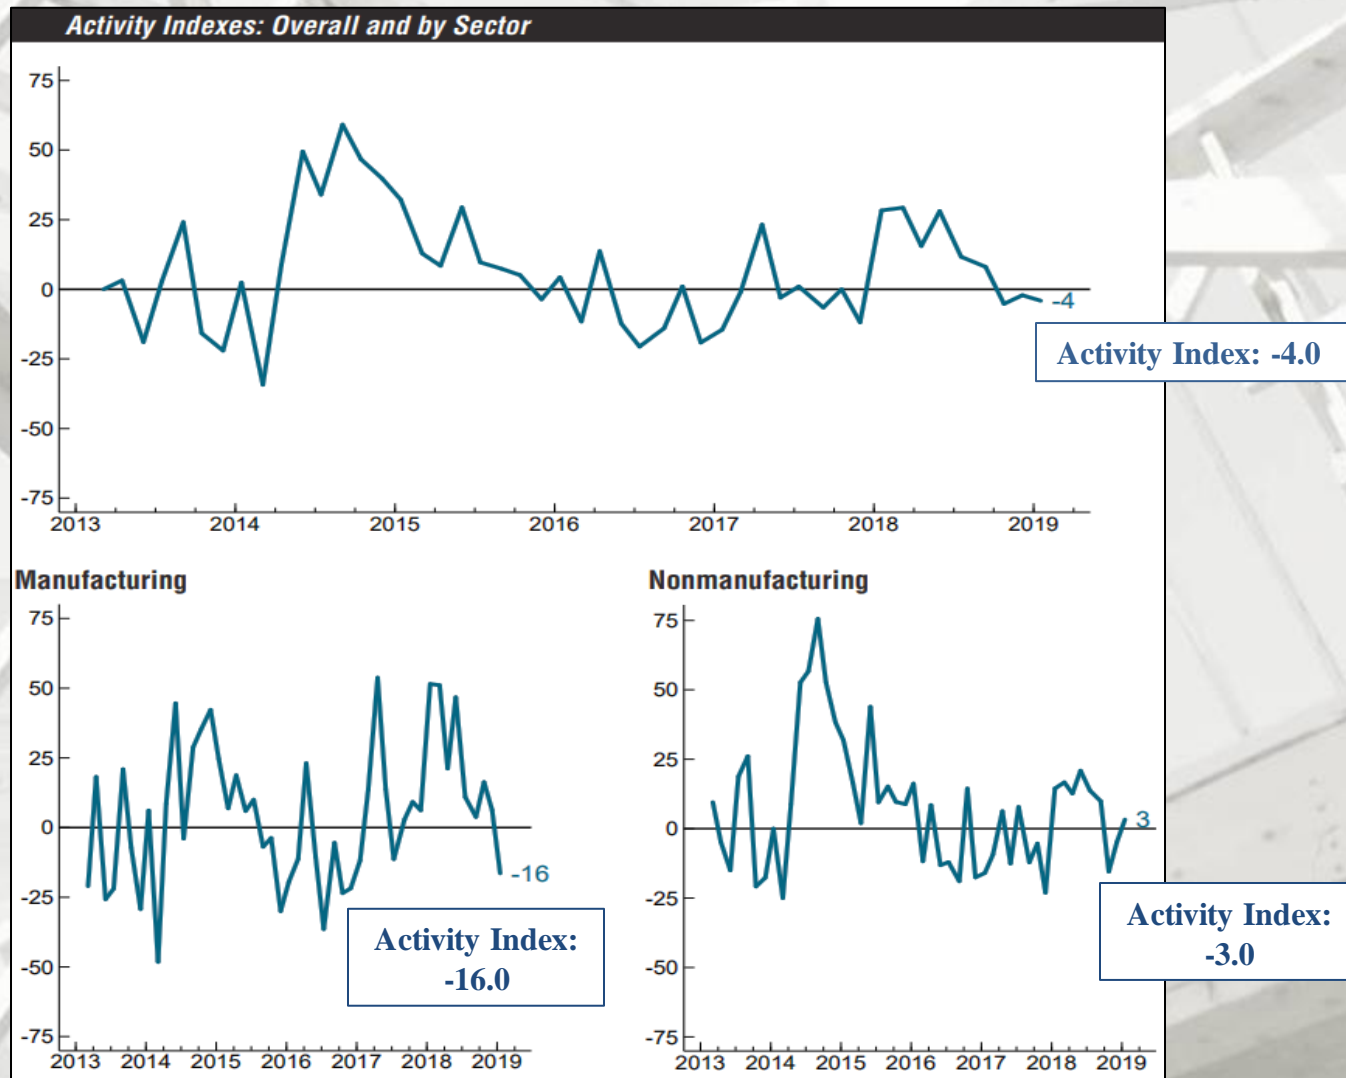 Activity Indexes: Overall and by Sector
75
50
25
0
-25
-50
-75
-4
Activity Index: -4.0
2013 2014 2015 2016 2017 2018 2019
Manufacturing
75
50
25
0
-25
-50
-75
-16
Activity Index:
-16.0
2013 2014 2015 2016 2017 2018 2019
Nonmanufacturing
75
50
25
0
-25
-50
-75
3
Activity Index:
-3.0
2013 2014 2015 2016 2017 2018 2019